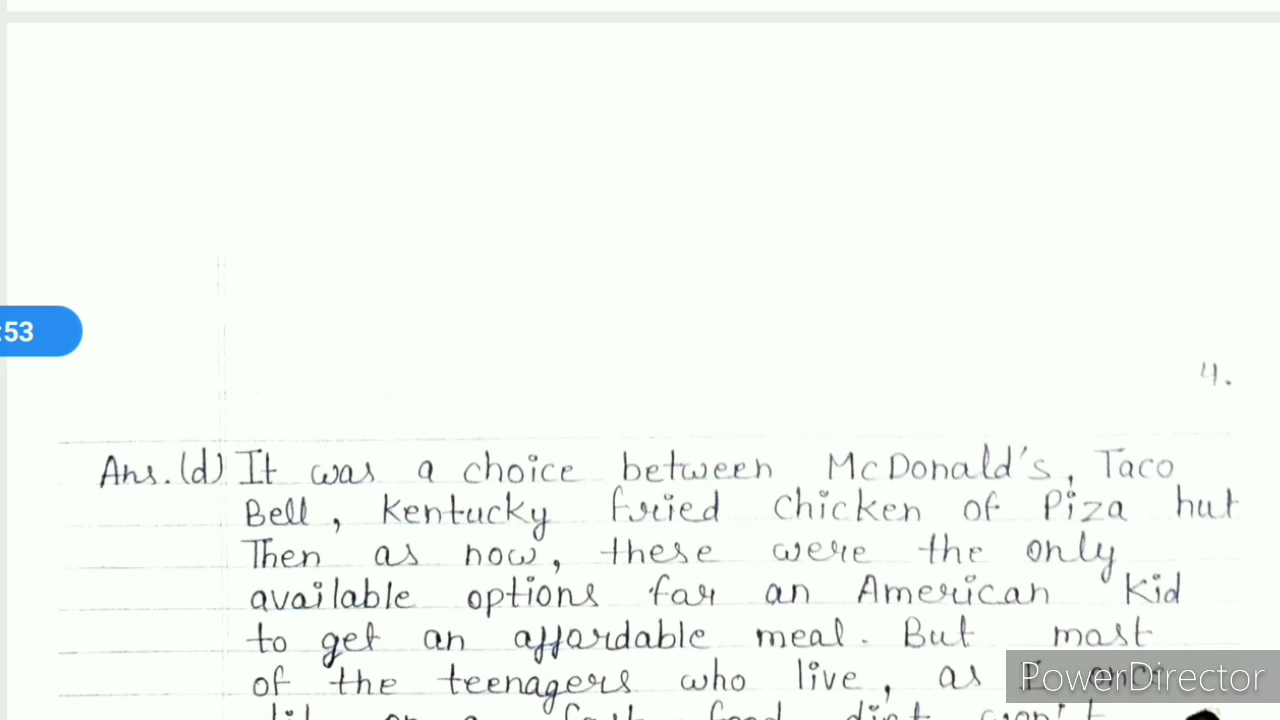 :53
4.
Ans.(d) It was a choice between McDonald's, Taco
Bell, Kentucky fried Chicken of Piza hut
Then as now, these were the only
available options far an American kid
to get an affardable meal. But mast
of the teenagers who live, as
PowerDirector
food diet